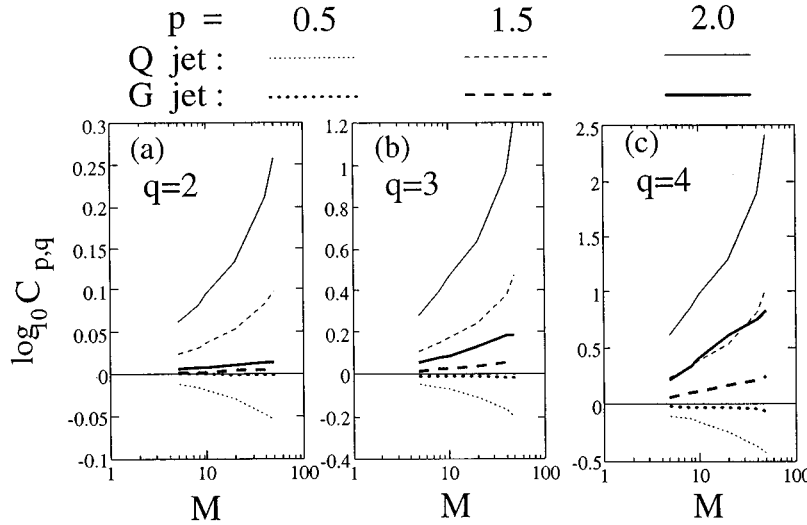 p = 0.5 1.5 2.0
Q jet :
G jet :
log10 C p,q
0.3
0.25
0.2
0.15
0.1
0.05
0
-0.05
-0.1
(a)
q=2
1 10 100
M
1.2
1
0.8
0.6
0.4
0.2
0
-0.2
-0.4
(b)
q=3
1 10 100
M
2.5
2
1.5
1
0.5
0
-0.5
(c)
q=4
1 10 100
M